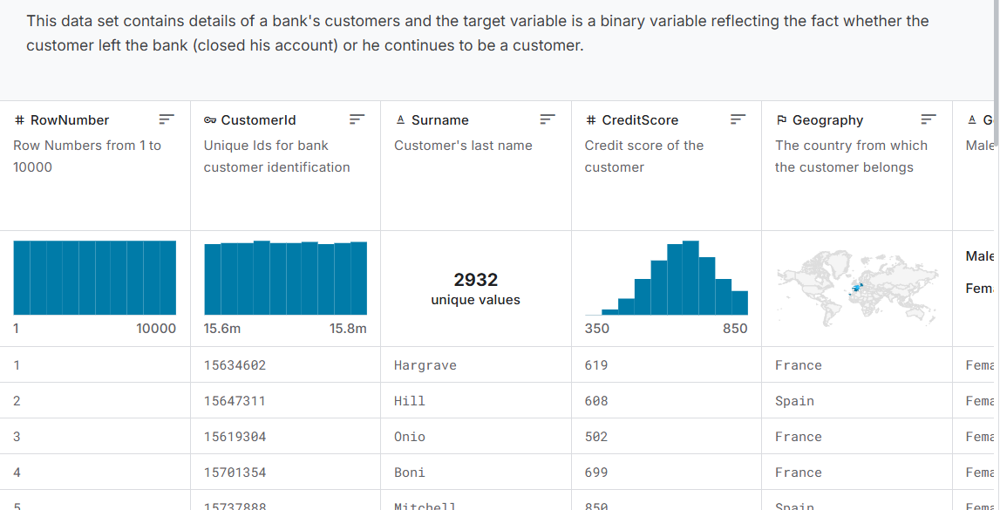 This data set contains details of a bank's customers and the target variable is a binary variable reflecting the fact whether the
customer left the bank (closed his account) or he continues to be a customer.
# RowNumber
Row Numbers from 1 to
10000
CustomerId
Unique Ids for bank
customer identification
A Surname
Customer's last name
# CreditScore
Credit score of the
customer
Geography
The country from which
the customer belongs
A G
Male
1 10000
15.6m 15.8m
2932
unique values
350 850
Male
Fem
1 15634602 Hargrave 619 France Fema
2 15647311 Hill 608 Spain Fema
3 15619304 Onio 502 France Fema
4 15701354 Boni 699 France Fema
5 15737888 Mitchell 850 Spain Fema